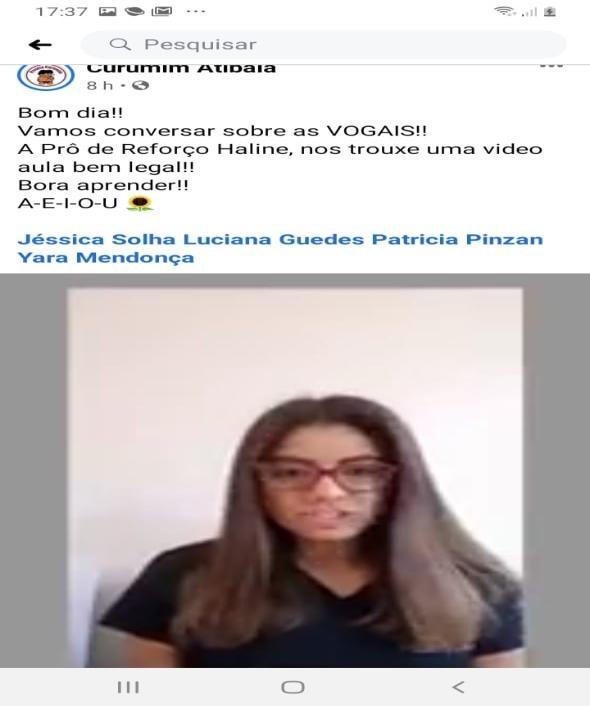 17:37
Pesquisar
Curumim Atibaia
8 h
Bom dia!!
Vamos conversar sobre as VOGAIS!!
A Prô de Reforço Haline, nos trouxe uma video
aula bem legal!!
Bora aprender!!
A-E-I-O-U
Jéssica Solha Luciana Guedes Patricia Pinzan
Yara Mendonça